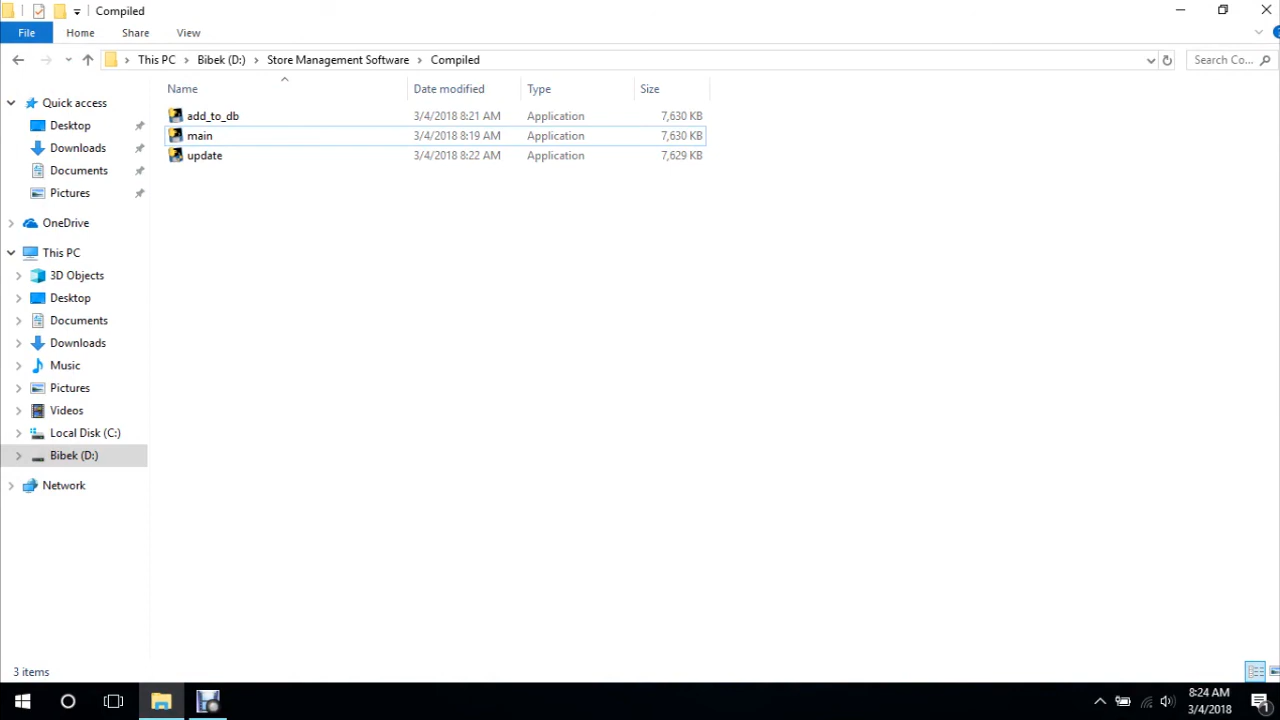 Compiled
File Home Share View
This PC Bibek (D:) Store Management Software Compiled Search Co...
Name Date modified Type Size
add_to_db 3/4/2018 8:21 AM Application 7,630 KB
main 3/4/2018 8:19 AM Application 7,630 KB
update 3/4/2018 8:22 AM Application 7,629 KB
Quick access
Desktop
Downloads
Documents
Pictures
OneDrive
This PC
3D Objects
Desktop
Documents
Downloads
Music
Pictures
Videos
Local Disk (C:)
Bibek (D:)
Network
3 items
8:24 AM
3/4/2018
1